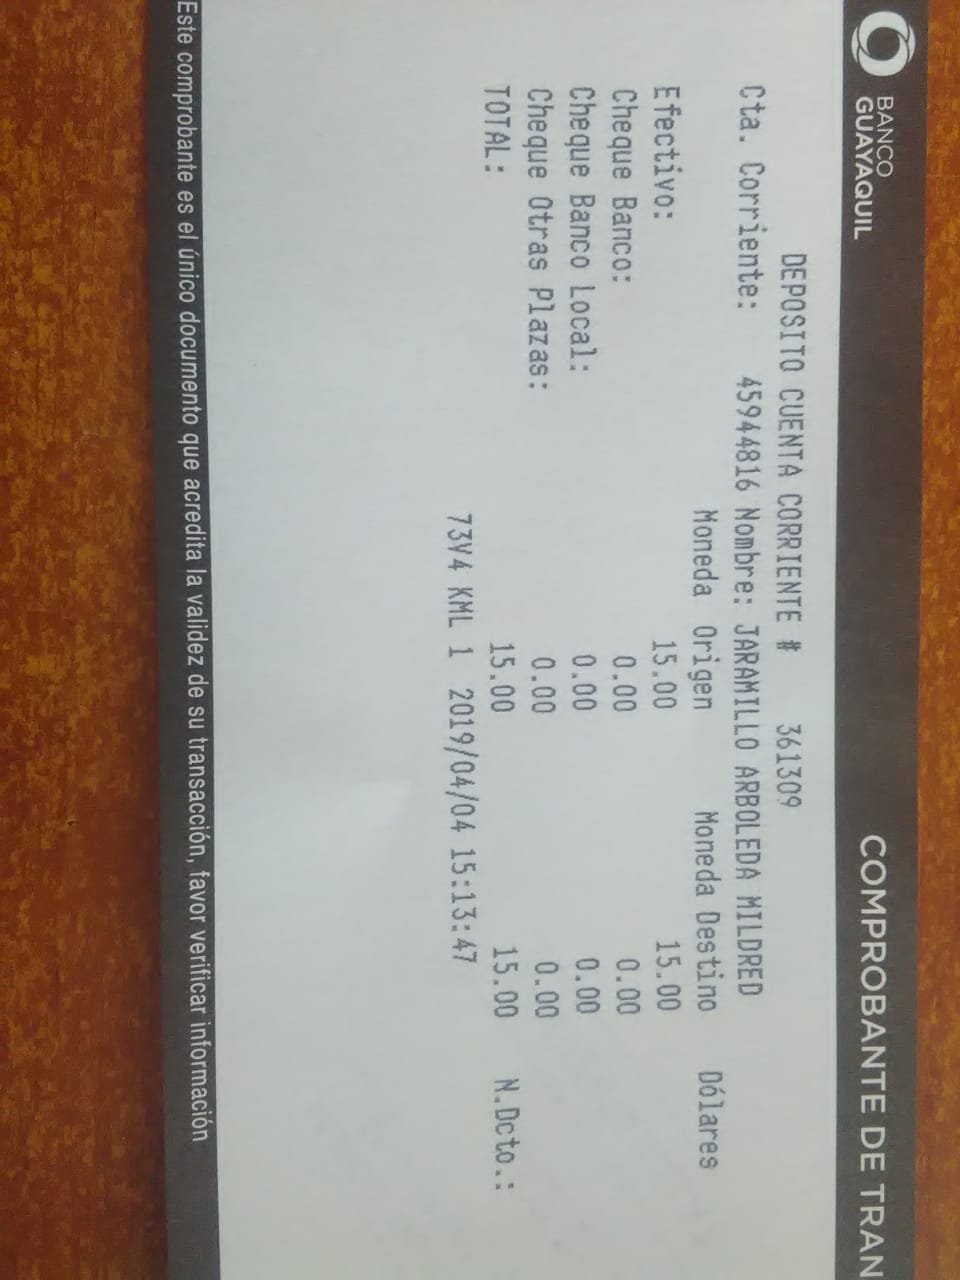 BANCO
GUAYAQUIL
COMPROBANTE DE TRAN
DEPOSITO CUENTA CORRIENTE # 361309
Cta. Corriente: 45944816 Nombre: JARAMILLO ARBOLEDA MILDRED
Moneda Origen Moneda Destino Dólares
Efectivo: 15.00 15.00
Cheque Banco: 0.00 0.00
Cheque Banco Local: 0.00 0.00
Cheque Otras Plazas: 0.00 0.00
TOTAL: 15.00 15.00 N.Dcto.:
73V4 KML 1 2019/04/04 15:13:47
Este comprobante es el único documento que acredita la validez de su transacción, favor verificar información